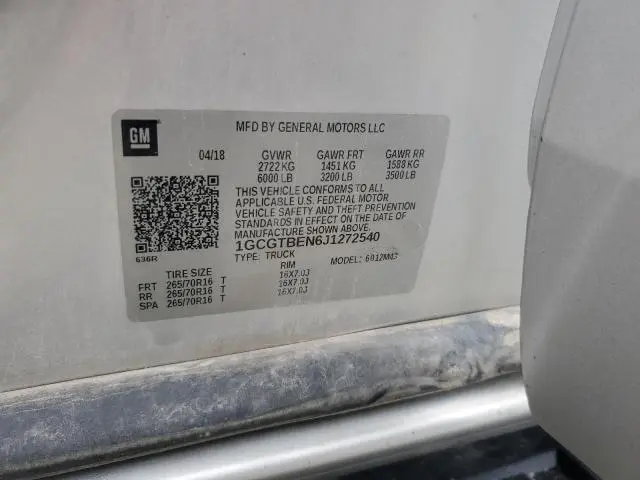 GM
MFD BY GENERAL MOTORS LLC
04/18 GVWR GAWR FRT GAWR RR
2722 KG 1451 KG 1588 KG
6000 LB 3200 LB 3500 LB
THIS VEHICLE CONFORMS TO ALL
APPLICABLE U.S. FEDERAL MOTOR
VEHICLE SAFETY AND THEFT PREVENTION
STANDARDS IN EFFECT ON THE DATE OF
MANUFACTURE SHOWN ABOVE.
1GCGTBEN6J1272540
636R
TYPE: TRUCK MODEL:
TIRE SIZE RIM
FRT 265/70R16 T 16X7.0J
RR 265/70R16 T 16X7.0J
SPA 265/70R16 T 16X7.0J